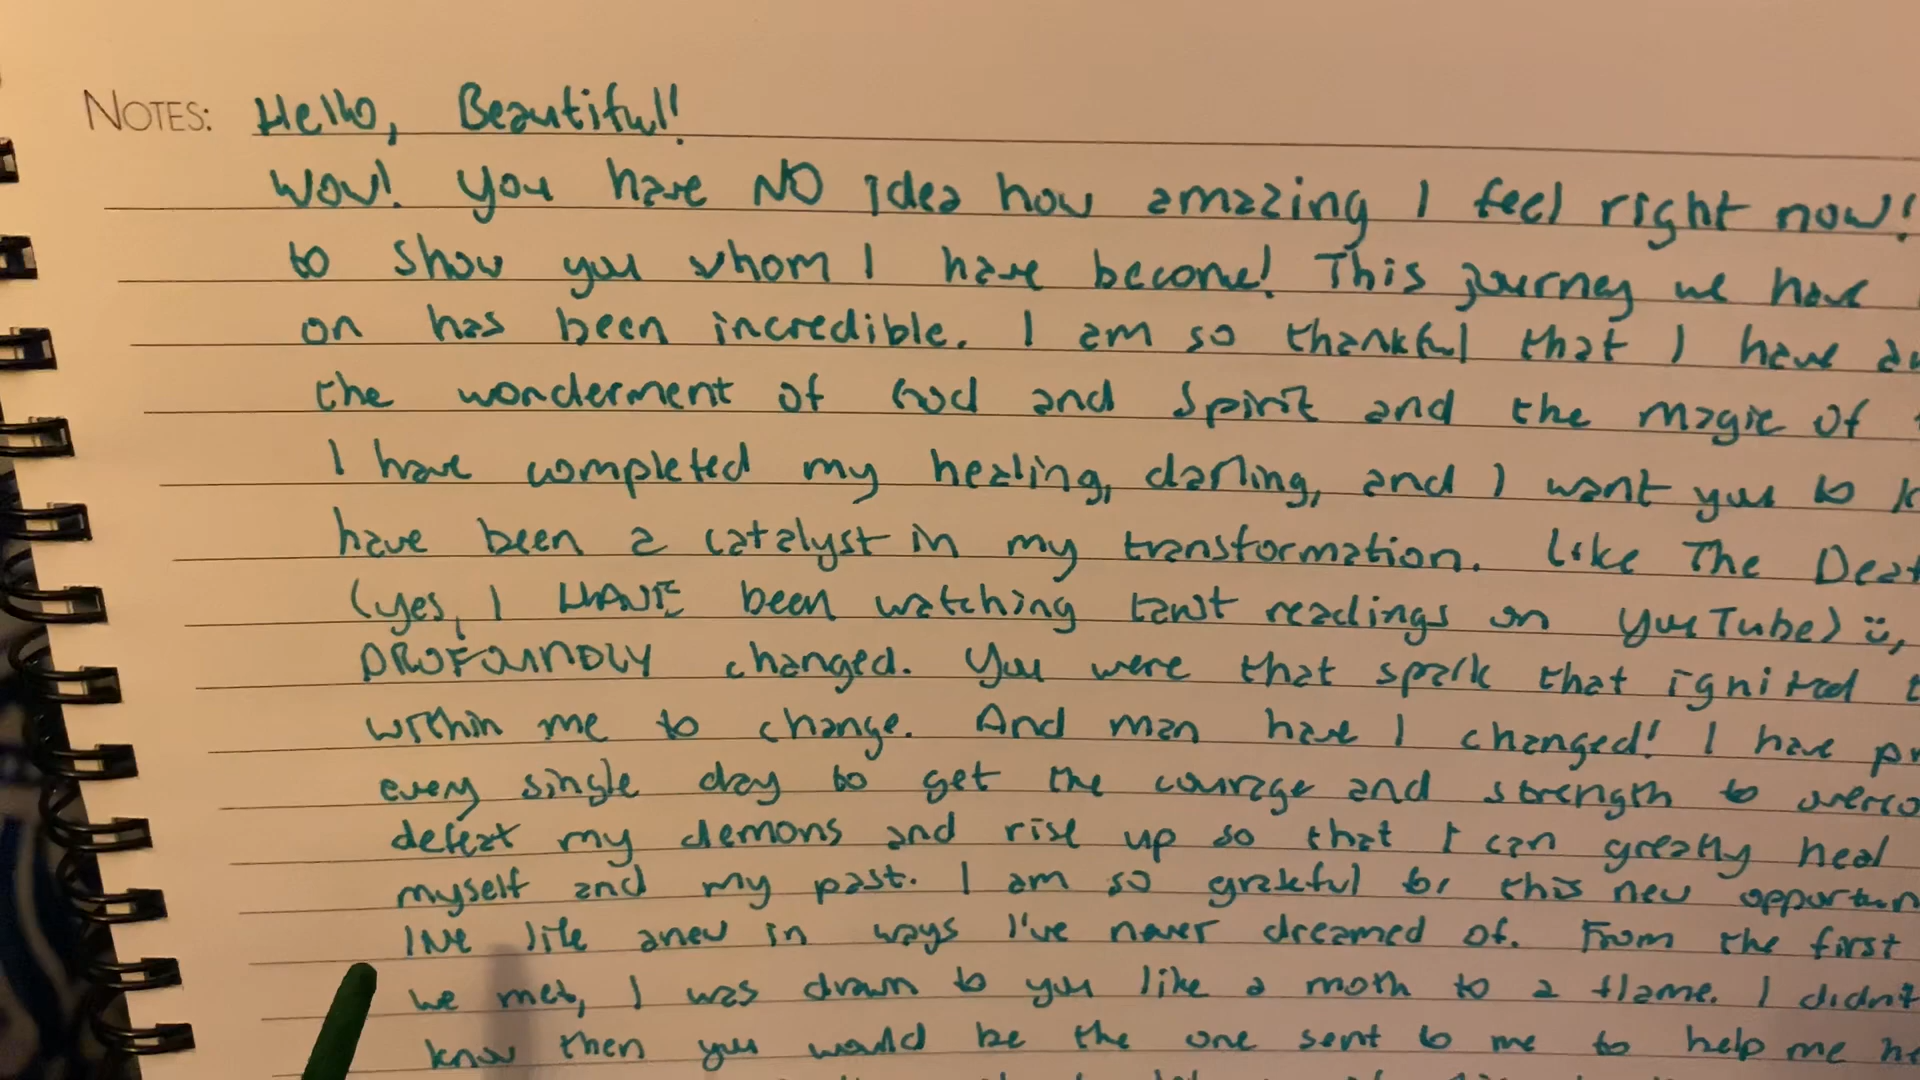 NOTES: Hello, Beautiful!
Wow! You have NO idea how amazing I feel right now!
to show you whom I have become! This journey we have
on has been incredible. I am so thankful that I have
the wonderment of God and Spirit and the magic of
I have completed my healing, darling, and I want you to
have been a catalyst in my transformation. Like The
(yes, I HAVE been watching tarot readings on YouTube) :),
PROFOUNDLY changed. You were that spark that ignited
within me to change. And man have I changed! I have
every single day to get the courage and strength to
defeat my demons and rise up so that I can greatly heal
myself and my past. I am so grateful for this new
live life anew in ways I've never dreamed of. From the first
we met, I was drawn to you like a moth to a flame. I didn't
know then you would be the one sent to me to help me